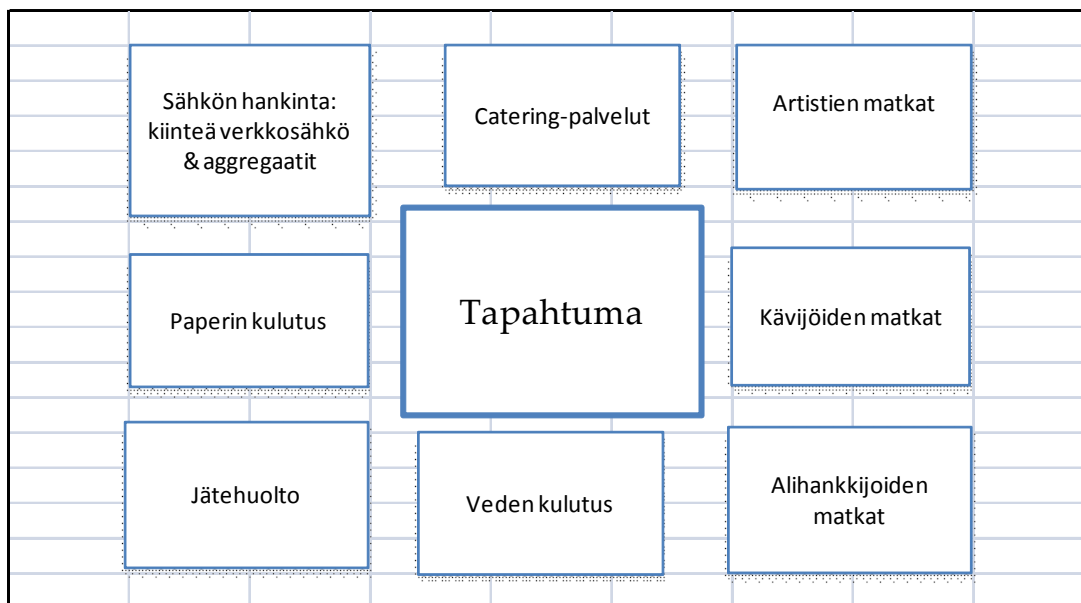 Sähkön hankinta:
kiinteä verkkosähkö
& aggregaatit
Catering-palvelut
Artistien matkat
Paperin kulutus
Tapahtuma
Kävijöiden matkat
Jätehuolto
Veden kulutus
Alihankkijoiden
matkat